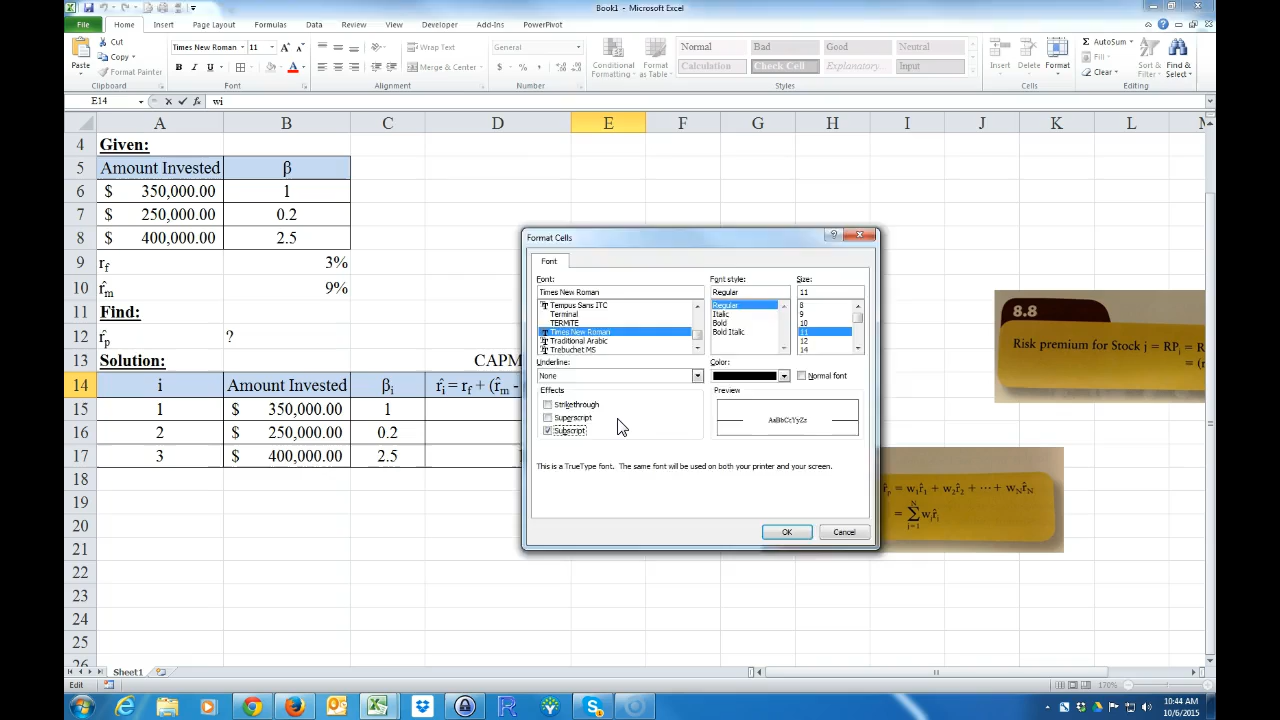 Book1 - Microsoft Excel
File Home Insert Page Layout Formulas Data Review View Developer Add-Ins PowerPivot
Cut
Copy
Format Painter
Paste
Clipboard
Times New Roman 11
B I U
Font
Wrap Text
Merge & Center
Alignment
General
$ % ,
Number
Conditional Formatting
Format as Table
Normal Bad Good Neutral
Calculation Check Cell Explanatory... Input
Styles
Insert Delete Format
Cells
AutoSum
Fill
Clear
Sort & Filter
Find & Select
Editing
E14 fx wi
A B C D E F G H I J K L M
4 Given:
5 Amount Invested β
6 $ 350,000.00 1
7 $ 250,000.00 0.2
8 $ 400,000.00 2.5
9 rf 3%
10 r̂m 9%
11 Find:
12 r̂p ?
13 Solution: CAPM
14 i Amount Invested βi r̂i = rf + (r̂m -
15 1 $ 350,000.00 1
16 2 $ 250,000.00 0.2
17 3 $ 400,000.00 2.5
18
19
20
21
22
23
24
25
26
Format Cells
Font
Font: Font style: Size:
Times New Roman Regular 11
Tempus Sans ITC
Terminal
TERMITE
Times New Roman
Traditional Arabic
Trebuchet MS
Regular
Italic
Bold
Bold Italic
8
9
10
11
12
14
Underline: Color:
None Normal font
Effects Preview
Strikethrough
Superscript
Subscript
AaBbCcYyZz
This is a TrueType font. The same font will be used on both your printer and your screen.
OK Cancel
8.8
Risk premium for Stock j = RPj = R
= (r
r̂p = w1r̂1 + w2r̂2 + ··· + wNr̂N
= N∑j=1 wjr̂j
Sheet1
Edit 170%
10:44 AM
10/6/2015